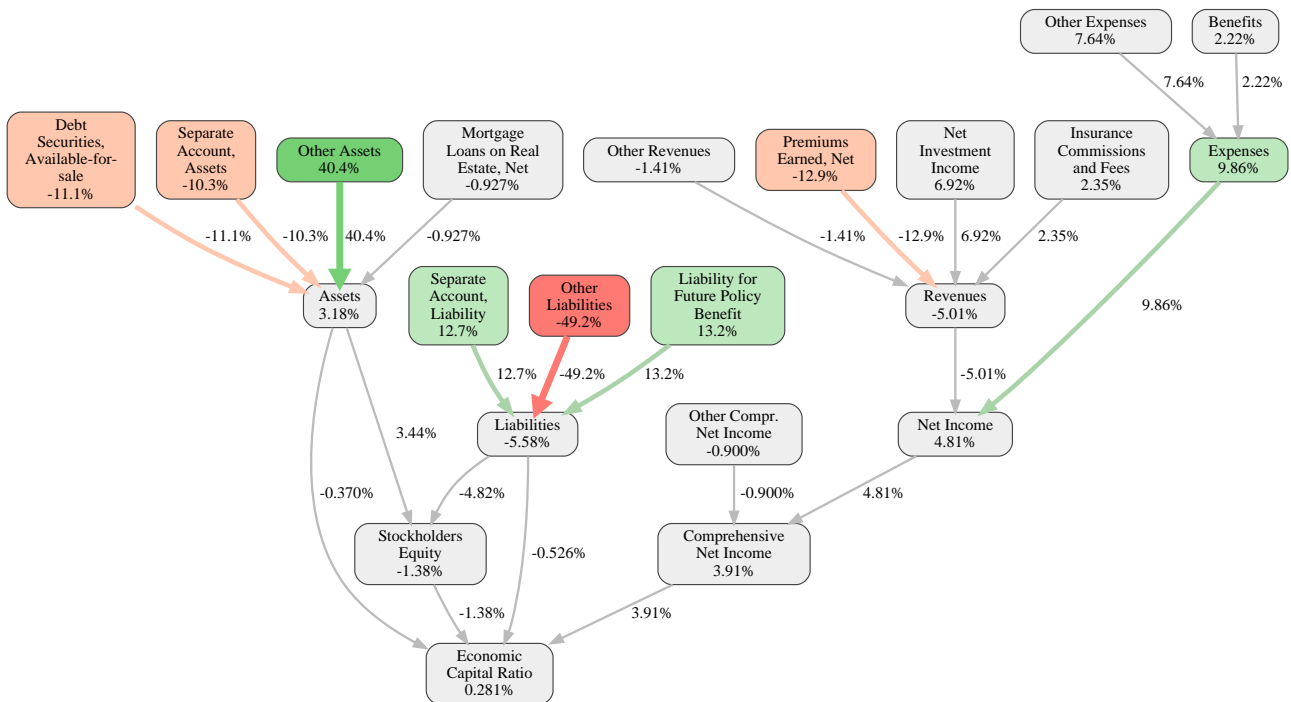 Other Expenses
7.64%
Benefits
2.22%
7.64%
2.22%
Debt
Securities,
Available-for-
sale
-11.1%
Separate
Account,
Assets
-10.3%
Other Assets
40.4%
Mortgage
Loans on Real
Estate, Net
-0.927%
Other Revenues
-1.41%
Premiums
Earned, Net
-12.9%
Net
Investment
Income
6.92%
Insurance
Commissions
and Fees
2.35%
Expenses
9.86%
-11.1%
-10.3%
40.4%
-0.927%
-1.41%
-12.9%
6.92%
2.35%
Assets
3.18%
Separate
Account,
Liability
12.7%
Other
Liabilities
-49.2%
Liability for
Future Policy
Benefit
13.2%
Revenues
-5.01%
9.86%
12.7%
-49.2%
13.2%
-5.01%
3.44%
Liabilities
-5.58%
Other Compr.
Net Income
-0.900%
Net Income
4.81%
-0.370%
-4.82%
-0.526%
-0.900%
4.81%
Stockholders
Equity
-1.38%
Comprehensive
Net Income
3.91%
-1.38%
3.91%
Economic
Capital Ratio
0.281%